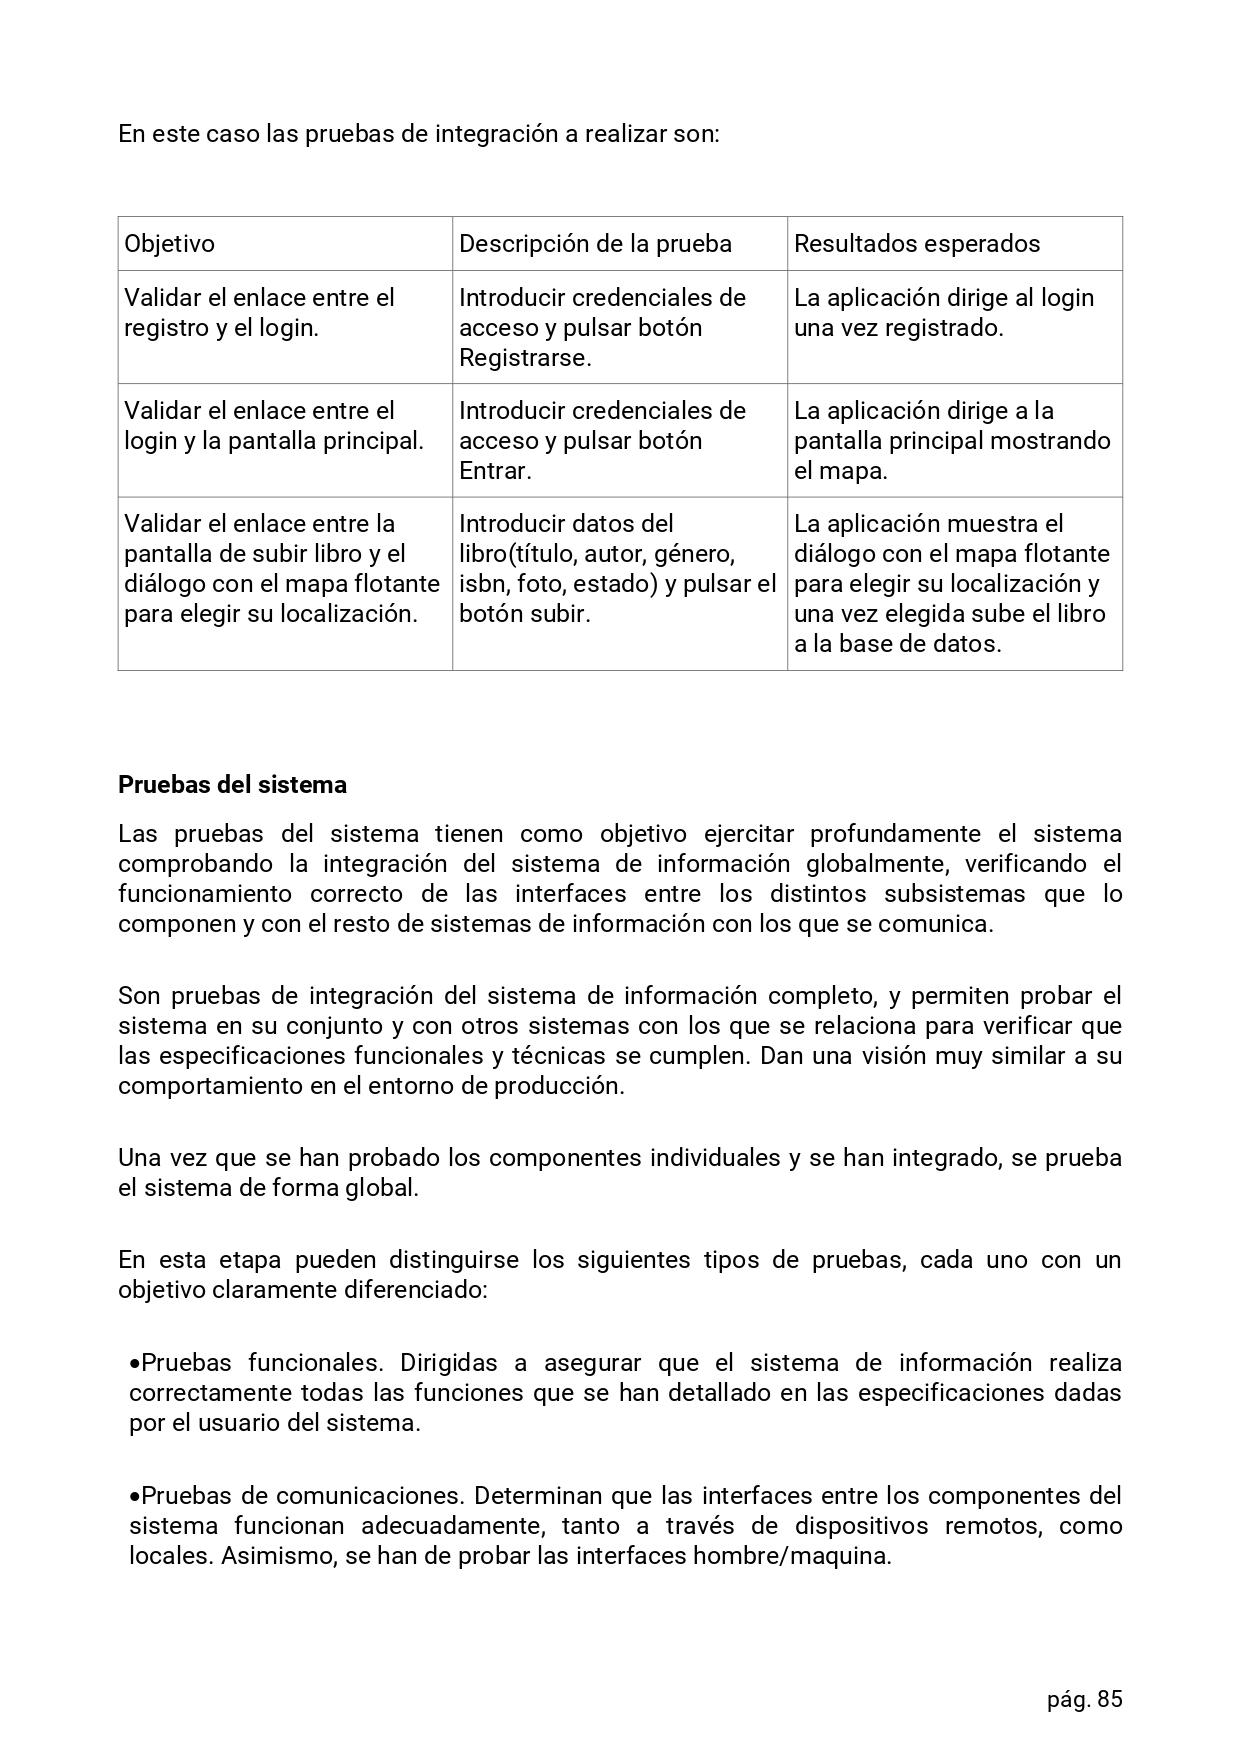 En este caso las pruebas de integración a realizar son:
Objetivo
Descripción de la prueba
Resultados esperados
Validar el enlace entre el
registro y el login.
Introducir credenciales de
acceso y pulsar botón
Registrarse.
La aplicación dirige al login
una vez registrado.
Validar el enlace entre el
login y la pantalla principal.
Introducir credenciales de
acceso y pulsar botón
Entrar.
La aplicación dirige a la
pantalla principal mostrando
el mapa.
Validar el enlace entre la
pantalla de subir libro y el
diálogo con el mapa flotante
para elegir su localización.
Introducir datos del
libro(título, autor, género,
isbn, foto, estado) y pulsar el
botón subir.
La aplicación muestra el
diálogo con el mapa flotante
para elegir su localización y
una vez elegida sube el libro
a la base de datos.
Pruebas del sistema
Las pruebas del sistema tienen como objetivo ejercitar profundamente el sistema
comprobando la integración del sistema de información globalmente, verificando el
funcionamiento correcto de las interfaces entre los distintos subsistemas que lo
componen y con el resto de sistemas de información con los que se comunica.
Son pruebas de integración del sistema de información completo, y permiten probar el
sistema en su conjunto y con otros sistemas con los que se relaciona para verificar que
las especificaciones funcionales y técnicas se cumplen. Dan una visión muy similar a su
comportamiento en el entorno de producción.
Una vez que se han probado los componentes individuales y se han integrado, se prueba
el sistema de forma global.
En esta etapa pueden distinguirse los siguientes tipos de pruebas, cada uno con un
objetivo claramente diferenciado:
•Pruebas funcionales. Dirigidas a asegurar que el sistema de información realiza
correctamente todas las funciones que se han detallado en las especificaciones dadas
por el usuario del sistema.
•Pruebas de comunicaciones. Determinan que las interfaces entre los componentes del
sistema funcionan adecuadamente, tanto a través de dispositivos remotos, como
locales. Asimismo, se han de probar las interfaces hombre/maquina.
pág. 85